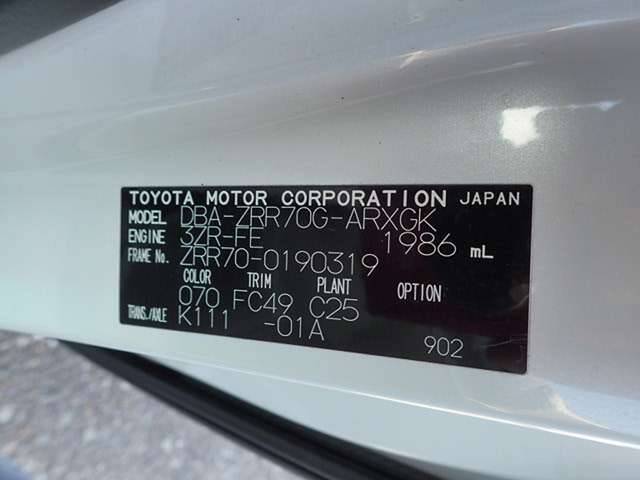 TOYOTA MOTOR CORPORATION JAPAN
MODEL DBA-ZRR70G-ARXGK
ENGINE 3ZR-FE 1986 mL
FRAME No. ZRR70-0190319
COLOR TRIM PLANT OPTION
070 FC49 C25
TRANS./AXLE K111 -01A
902